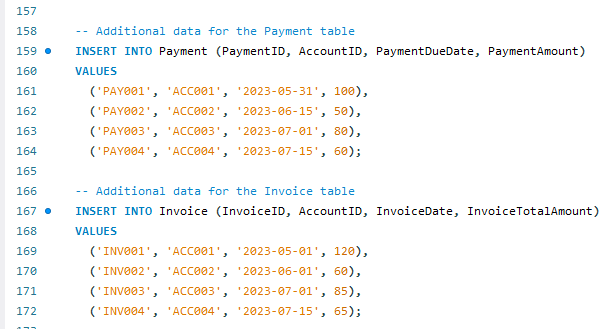 157
158 -- Additional data for the Payment table
159 INSERT INTO Payment (PaymentID, AccountID, PaymentDueDate, PaymentAmount)
160 VALUES
161 ('PAY001', 'ACC001', '2023-05-31', 100),
162 ('PAY002', 'ACC002', '2023-06-15', 50),
163 ('PAY003', 'ACC003', '2023-07-01', 80),
164 ('PAY004', 'ACC004', '2023-07-15', 60);
165
166 -- Additional data for the Invoice table
167 INSERT INTO Invoice (InvoiceID, AccountID, InvoiceDate, InvoiceTotalAmount)
168 VALUES
169 ('INV001', 'ACC001', '2023-05-01', 120),
170 ('INV002', 'ACC002', '2023-06-01', 60),
171 ('INV003', 'ACC003', '2023-07-01', 85),
172 ('INV004', 'ACC004', '2023-07-15', 65);